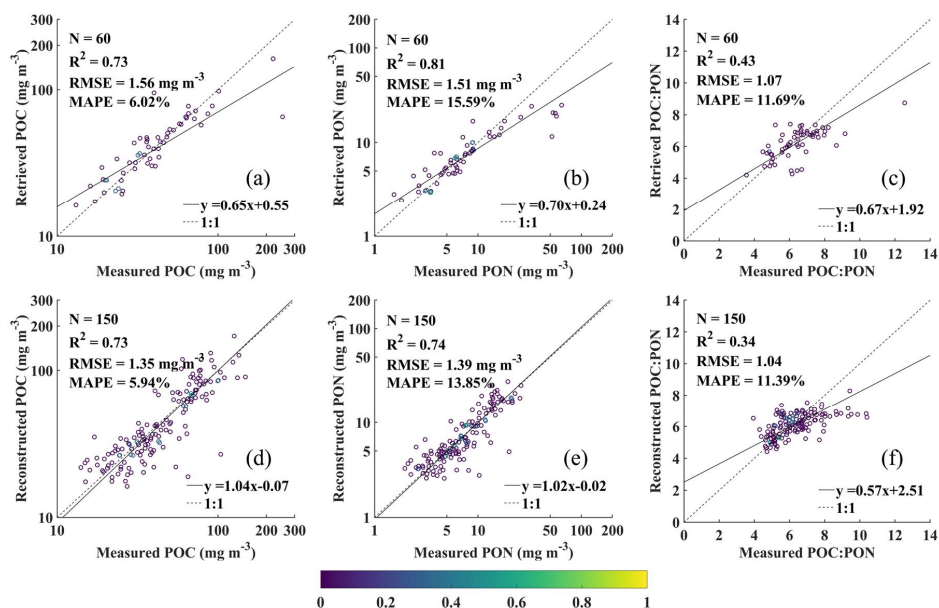 300
200
100
10
Retrieved POC (mg m⁻³)
N = 60
R² = 0.73
RMSE = 1.56 mg m⁻³
MAPE = 6.02%
(a)
y =0.65x+0.55
1:1
10 100 200 300
Measured POC (mg m⁻³)
200
100
50
10
5
1
Retrieved PON (mg m⁻³)
N = 60
R² = 0.81
RMSE = 1.51 mg m⁻³
MAPE = 15.59%
(b)
y =0.70x+0.24
1:1
1 5 10 50 100 200
Measured PON (mg m⁻³)
14
12
10
8
6
4
2
0
Retrieved POC:PON
N = 60
R² = 0.43
RMSE = 1.07
MAPE = 11.69%
(c)
y =0.67x+1.92
1:1
0 2 4 6 8 10 12 14
Measured POC:PON
300
200
100
10
Reconstructed POC (mg m⁻³)
N = 150
R² = 0.73
RMSE = 1.35 mg m⁻³
MAPE = 5.94%
(d)
y =1.04x-0.07
1:1
10 100 200 300
Measured POC (mg m⁻³)
200
100
50
10
5
1
Reconstructed PON (mg m⁻³)
N = 150
R² = 0.74
RMSE = 1.39 mg m⁻³
MAPE = 13.85%
(e)
y =1.02x-0.02
1:1
1 5 10 50 100 200
Measured PON (mg m⁻³)
14
12
10
8
6
4
2
0
Reconstructed POC:PON
N = 150
R² = 0.34
RMSE = 1.04
MAPE = 11.39%
(f)
y =0.57x+2.51
1:1
0 2 4 6 8 10 12 14
Measured POC:PON
0 0.2 0.4 0.6 0.8 1